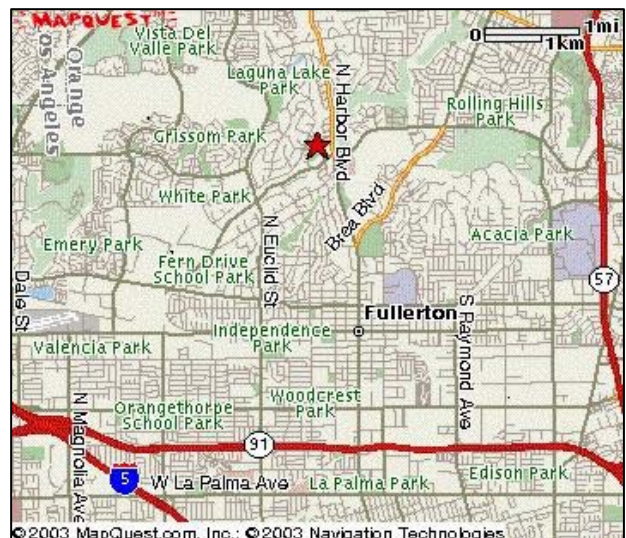 MAPQUEST
0 1mi
1km
Vista Del
Valle Park
Orange
Los Angeles
Laguna Lake
Park
N Harbor Blvd
Rolling Hills
Park
Grissom Park
White Park
Brea Blvd
Emery Park
N Euclid St
Acacia Park
Fern Drive
School Park
Dale St
57
Fullerton
S Raymond Ave
Independence
Park
Valencia Park
N Magnolia Ave
Woodcrest
Park
Orangethorpe
School Park
91
5
W La Palma Ave
La Palma Park
Edison Park
©2003 MapQuest.com, Inc.; ©2003 Navigation Technologies